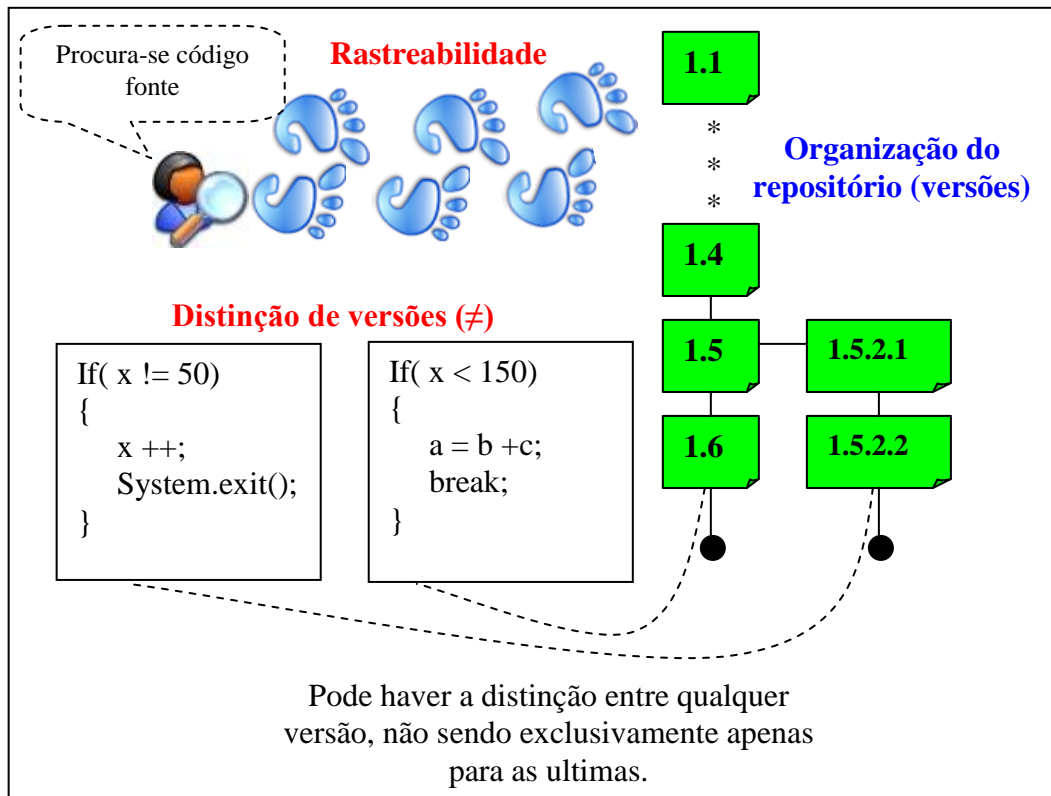 Procura-se código
fonte
Rastreabilidade
1.1
*
*
*
*
Organização do
repositório (versões)
1.4
Distinção de versões (≠)
If( x != 50)
{
x ++;
System.exit();
}
If( x < 150)
{
a = b +c;
break;
}
1.5
1.5.2.1
1.6
1.5.2.2
Pode haver a distinção entre qualquer
versão, não sendo exclusivamente apenas
para as ultimas.